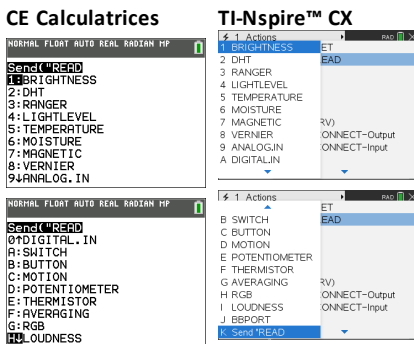 CE Calculatrices
NORMAL FLOAT AUTO REAL RADIAN MP
Send("READ
1:BRIGHTNESS
2:DHT
3:RANGER
4:LIGHTLEVEL
5:TEMPERATURE
6:MOISTURE
7:MAGNETIC
8:VERNIER
9↓ANALOG.IN
NORMAL FLOAT AUTO REAL RADIAN MP
Send("READ
0↑DIGITAL.IN
A:SWITCH
B:BUTTON
C:MOTION
D:POTENTIOMETER
E:THERMISTOR
F:AVERAGING
G:RGB
H↓LOUDNESS
TI-Nspire™ CX
1 Actions
RAD
1 BRIGHTNESS
ET
2 DHT
EAD
3 RANGER
4 LIGHTLEVEL
5 TEMPERATURE
6 MOISTURE
7 MAGNETIC
RV)
8 VERNIER
ONNECT-Output
9 ANALOG.IN
ONNECT-Input
A DIGITAL.IN
1 Actions
RAD
ET
B SWITCH
EAD
C BUTTON
D MOTION
E POTENTIOMETER
F THERMISTOR
G AVERAGING
RV)
H RGB
ONNECT-Output
I LOUDNESS
ONNECT-Input
J BBPORT
K Send "READ